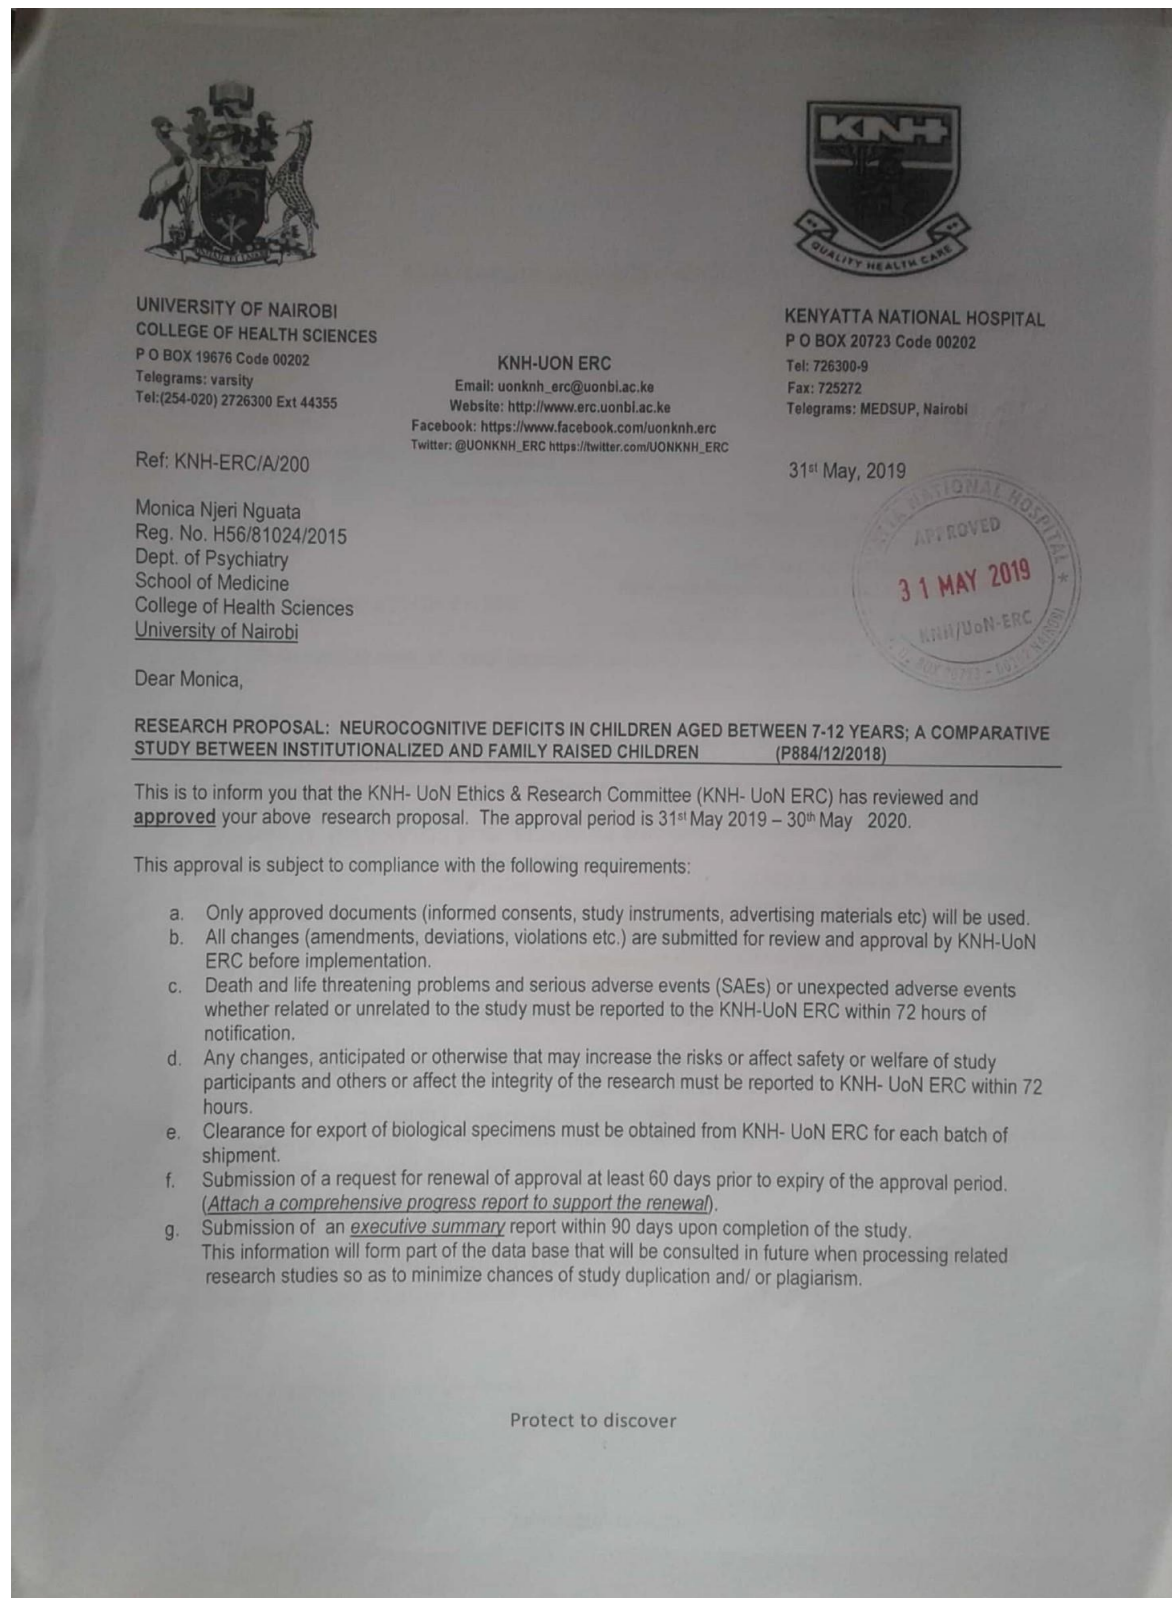 KNH
QUALITY HEALTH CARE
UNIVERSITY OF NAIROBI
COLLEGE OF HEALTH SCIENCES
P O BOX 19676 Code 00202
Telegrams: varsity
Tel:(254-020) 2726300 Ext 44355
KNH-UON ERC
Email: uonknh_erc@uonbi.ac.ke
Website: http://www.erc.uonbi.ac.ke
Facebook: https://www.facebook.com/uonknh.erc
Twitter: @UONKNH_ERC https://twitter.com/UONKNH_ERC
KENYATTA NATIONAL HOSPITAL
P O BOX 20723 Code 00202
Tel: 726300-9
Fax: 725272
Telegrams: MEDSUP, Nairobi
Ref: KNH-ERC/A/200
31st May, 2019
NATIONAL HOSPITAL
APPROVED
31 MAY 2019
KNH/UoN-ERC
Monica Njeri Nguata
Reg. No. H56/81024/2015
Dept. of Psychiatry
School of Medicine
College of Health Sciences
University of Nairobi
Dear Monica,
RESEARCH PROPOSAL: NEUROCOGNITIVE DEFICITS IN CHILDREN AGED BETWEEN 7-12 YEARS; A COMPARATIVE
STUDY BETWEEN INSTITUTIONALIZED AND FAMILY RAISED CHILDREN (P884/12/2018)
This is to inform you that the KNH- UoN Ethics & Research Committee (KNH- UoN ERC) has reviewed and
approved your above research proposal. The approval period is 31st May 2019 – 30th May 2020.
This approval is subject to compliance with the following requirements:
a. Only approved documents (informed consents, study instruments, advertising materials etc) will be used.
b. All changes (amendments, deviations, violations etc.) are submitted for review and approval by KNH-UoN
ERC before implementation.
c. Death and life threatening problems and serious adverse events (SAEs) or unexpected adverse events
whether related or unrelated to the study must be reported to the KNH-UoN ERC within 72 hours of
notification.
d. Any changes, anticipated or otherwise that may increase the risks or affect safety or welfare of study
participants and others or affect the integrity of the research must be reported to KNH- UoN ERC within 72
hours.
e. Clearance for export of biological specimens must be obtained from KNH- UoN ERC for each batch of
shipment.
f. Submission of a request for renewal of approval at least 60 days prior to expiry of the approval period.
(Attach a comprehensive progress report to support the renewal).
g. Submission of an executive summary report within 90 days upon completion of the study.
This information will form part of the data base that will be consulted in future when processing related
research studies so as to minimize chances of study duplication and/ or plagiarism.
Protect to discover